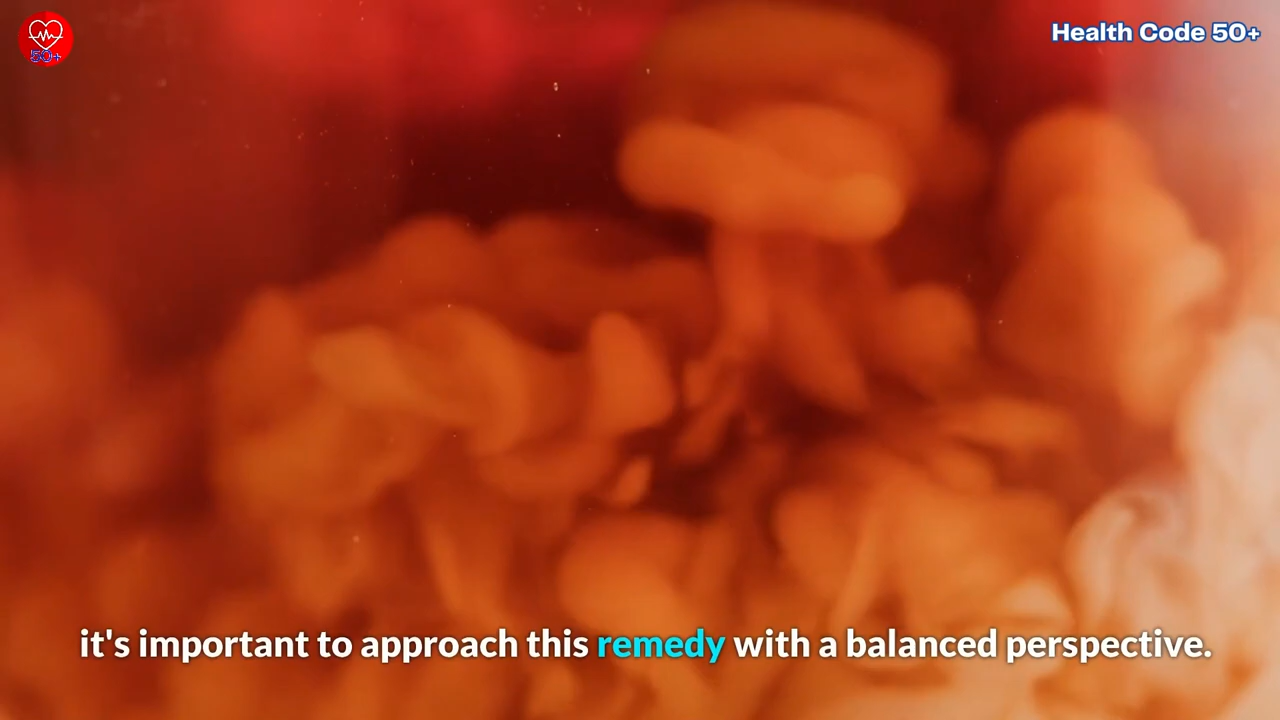 50+
Health Code 50+
it's important to approach this remedy with a balanced perspective.